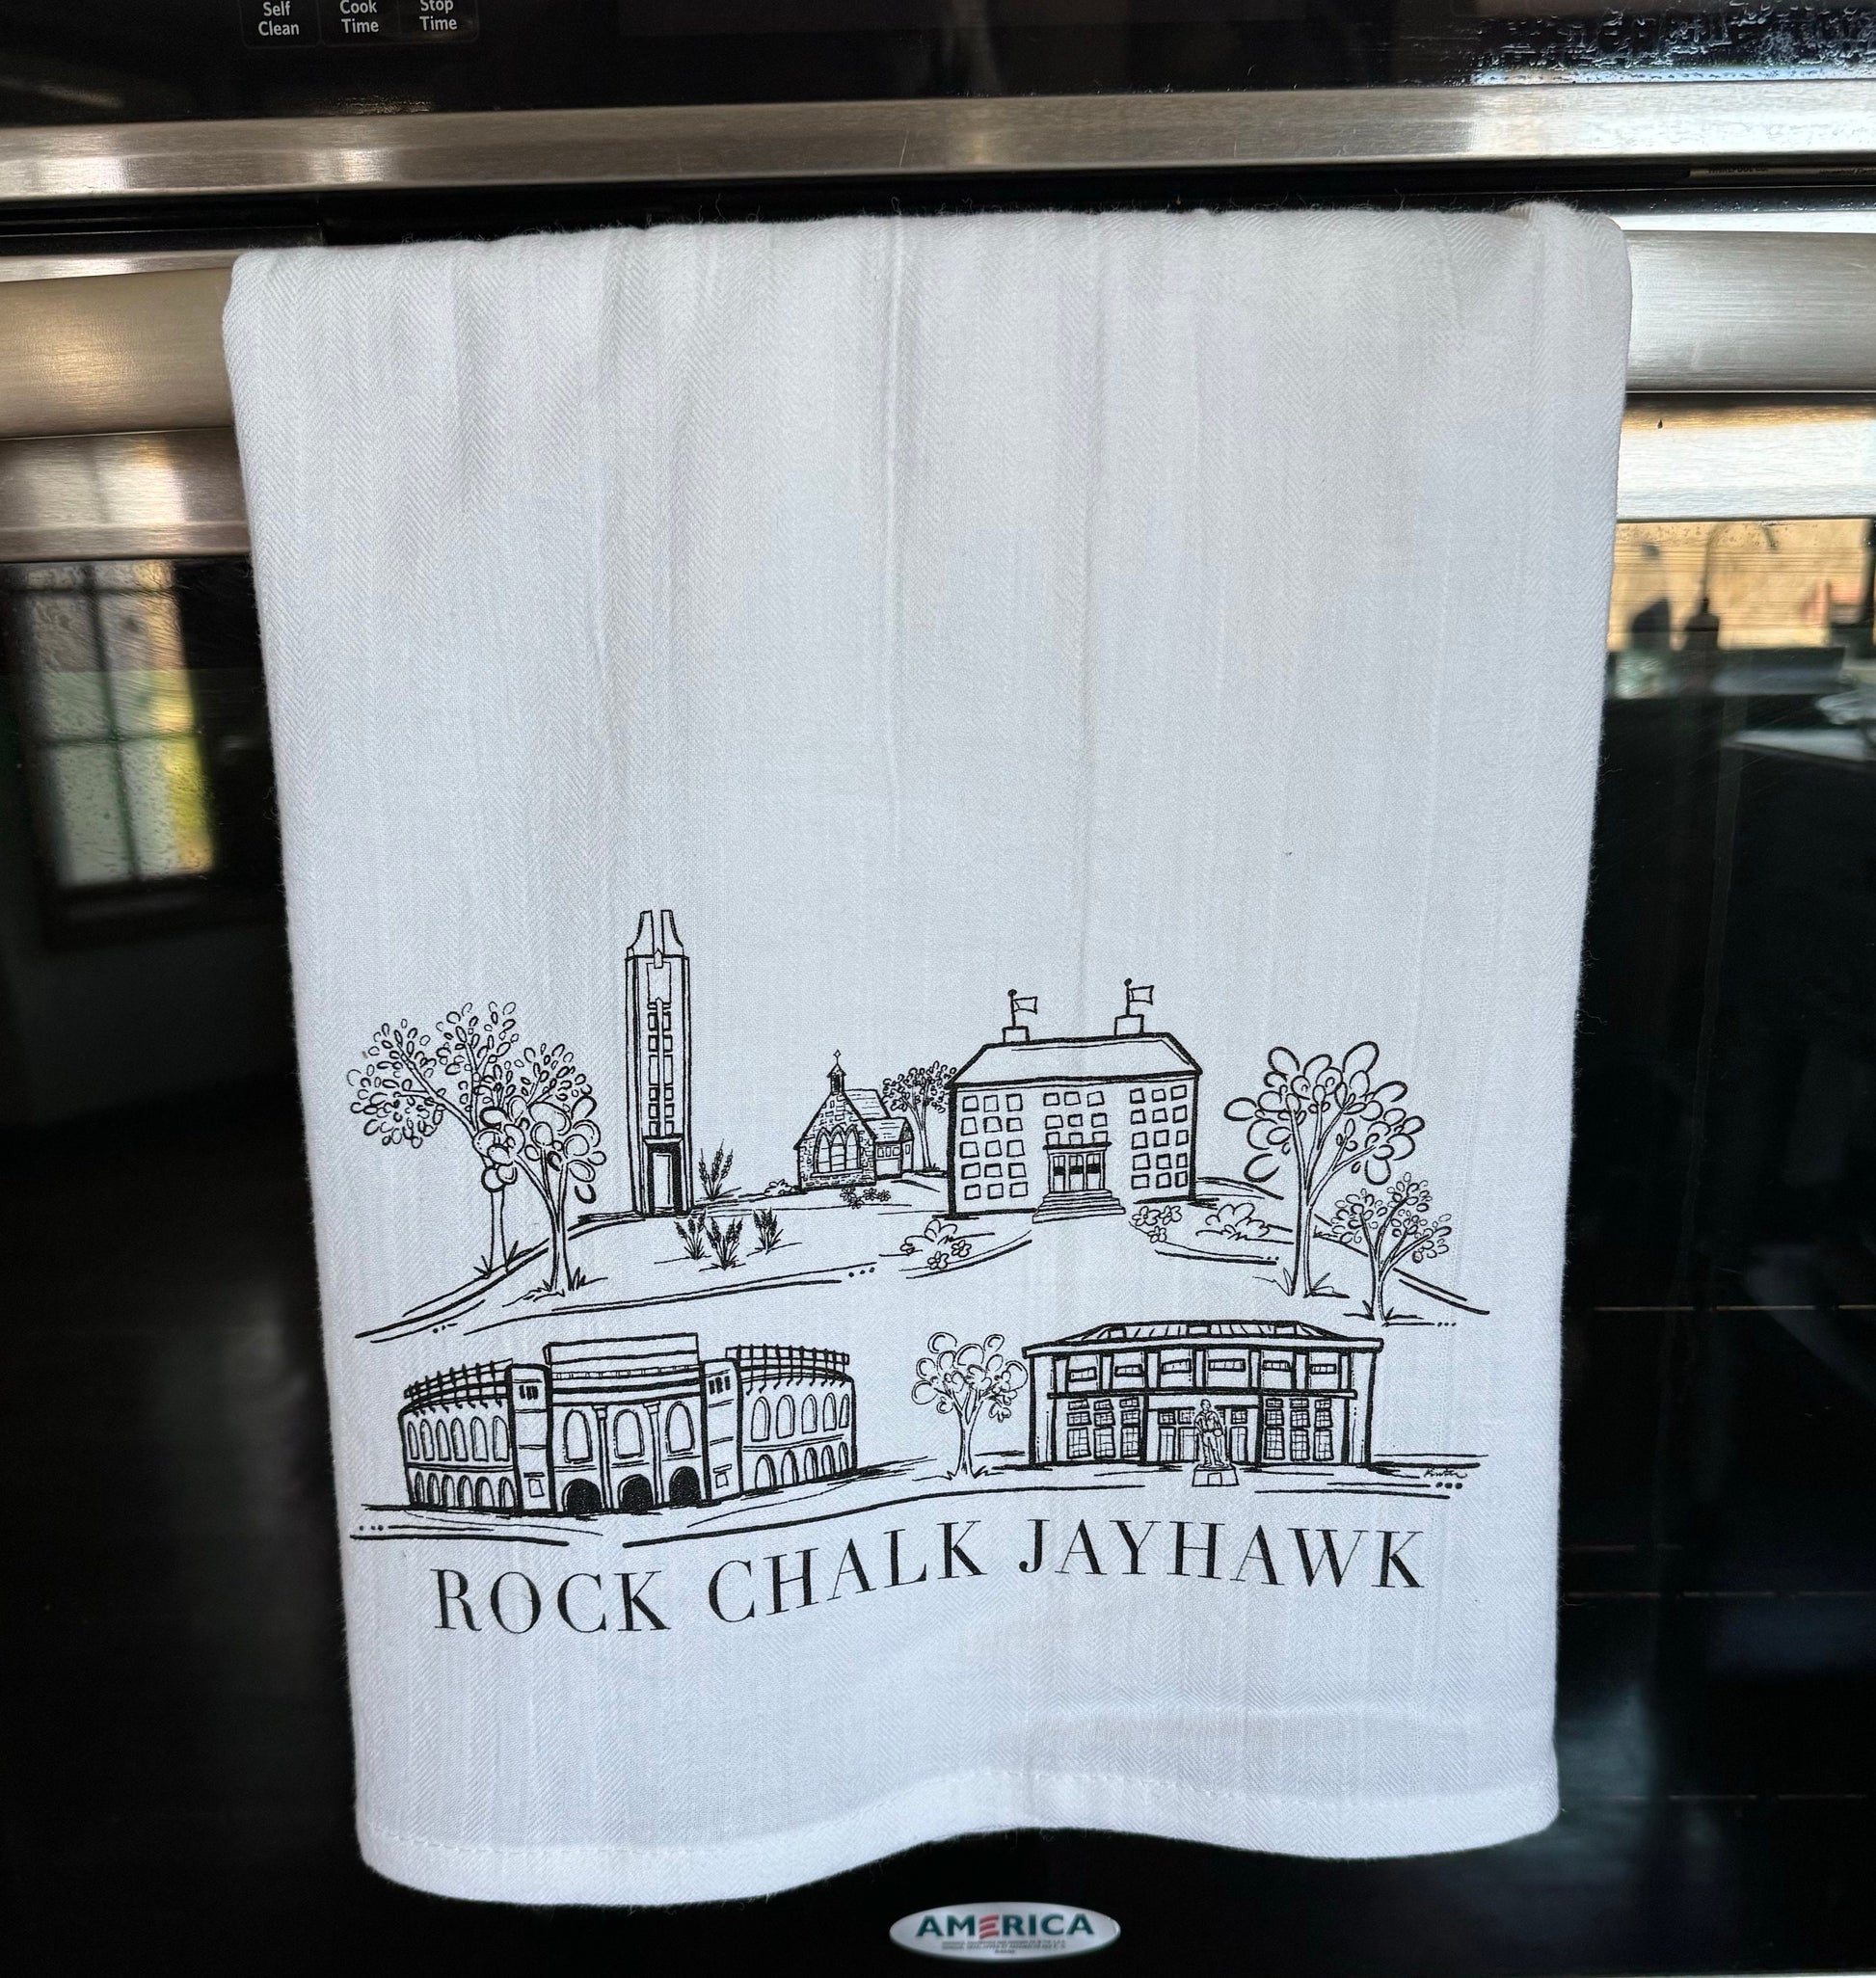 Self Clean
Cook Time
Stop Time
ROCK CHALK JAYHAWK
AMERICA